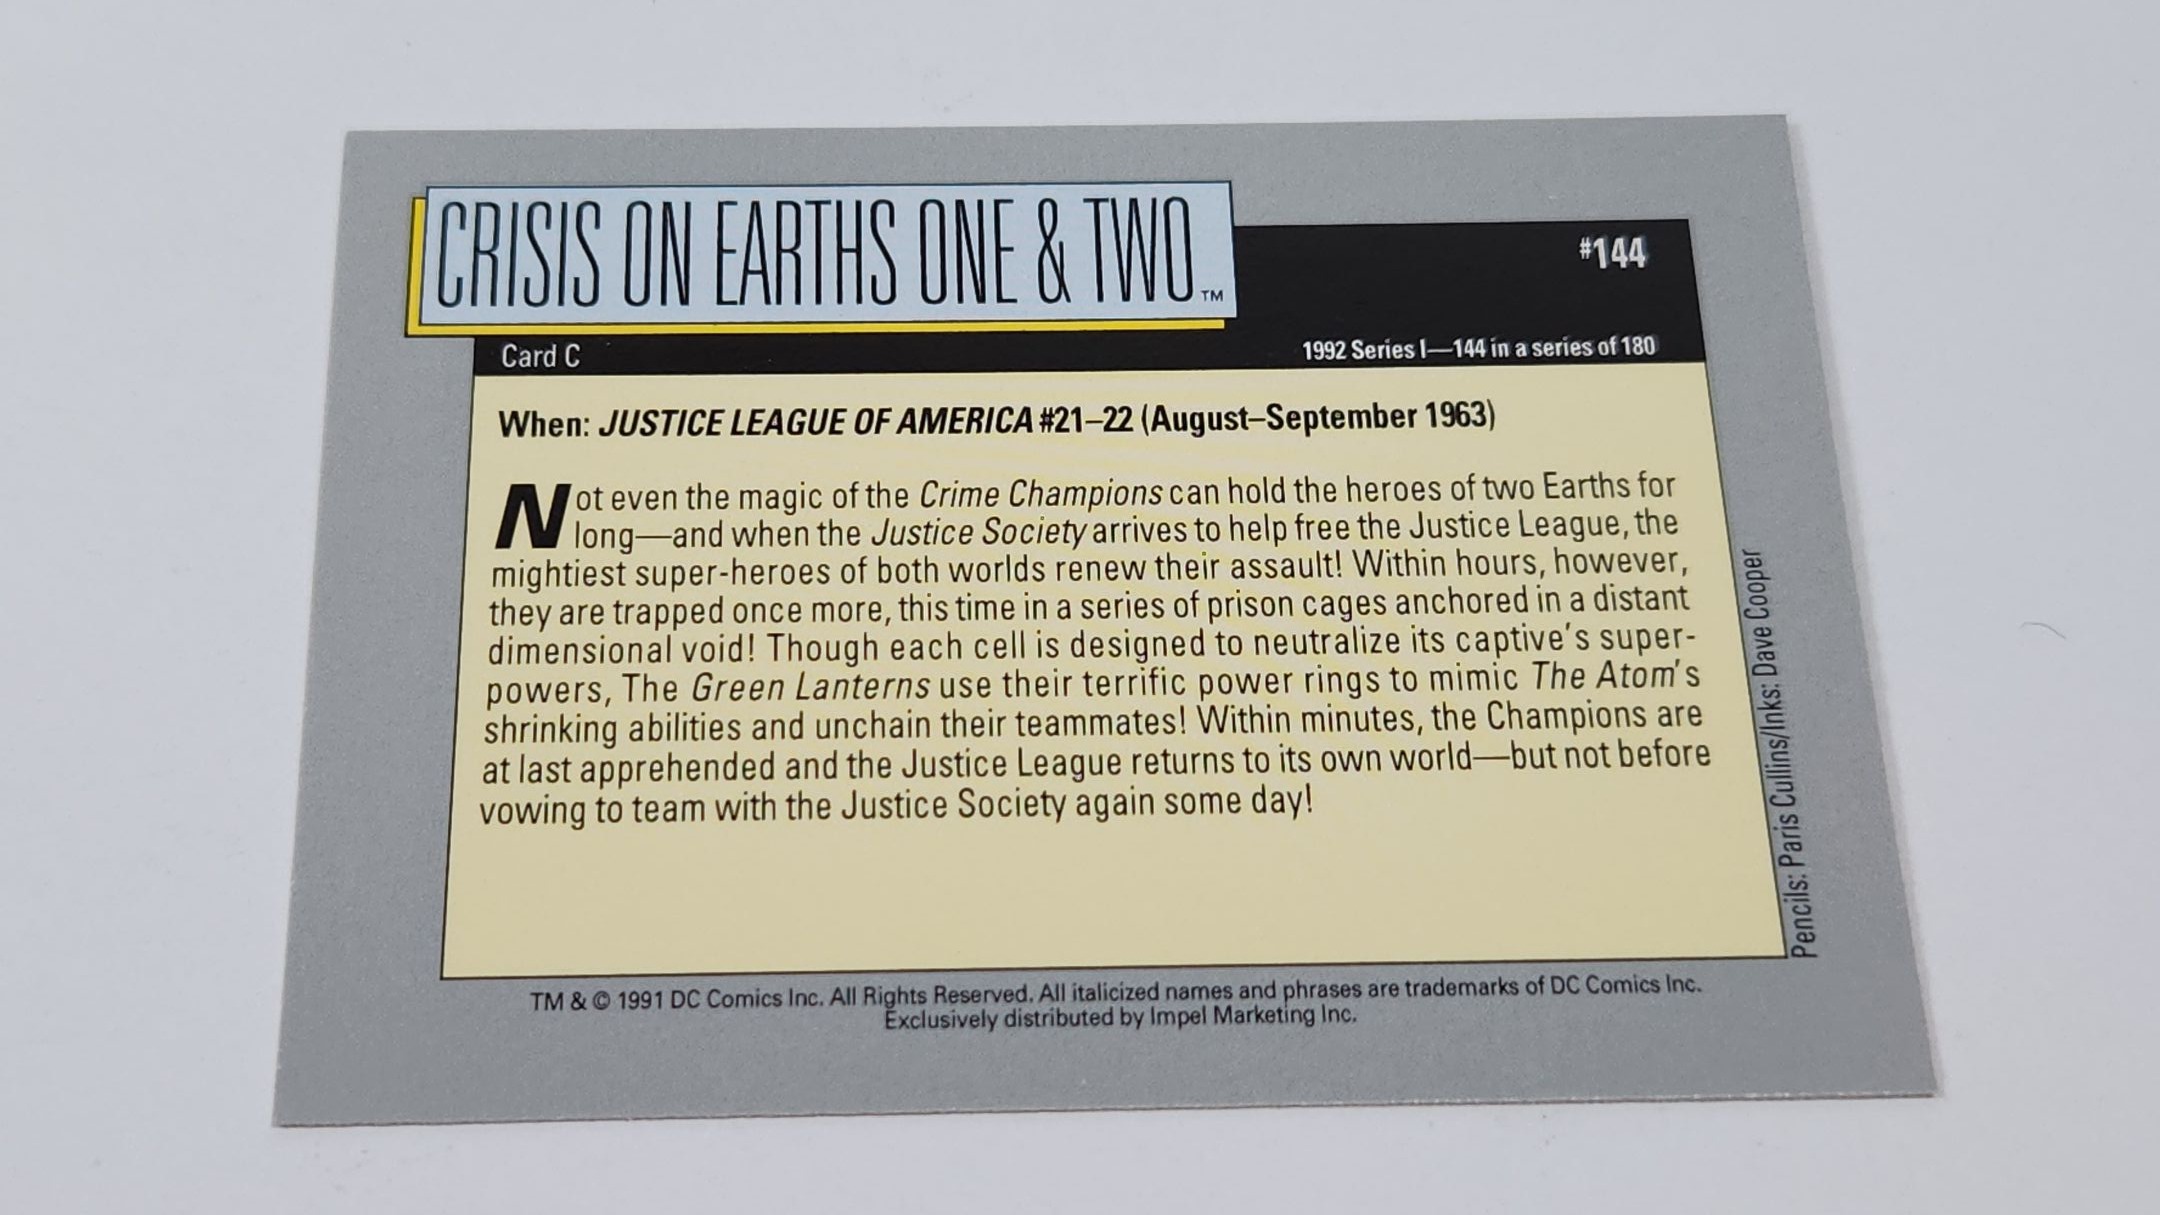 CRISIS ON EARTHS ONE & TWO™
#144
Card C
1992 Series I—144 in a series of 180
When: JUSTICE LEAGUE OF AMERICA #21–22 (August–September 1963)
Not even the magic of the Crime Champions can hold the heroes of two Earths for
long—and when the Justice Society arrives to help free the Justice League, the
mightiest super-heroes of both worlds renew their assault! Within hours, however,
they are trapped once more, this time in a series of prison cages anchored in a distant
dimensional void! Though each cell is designed to neutralize its captive's super-
powers, The Green Lanterns use their terrific power rings to mimic The Atom's
shrinking abilities and unchain their teammates! Within minutes, the Champions are
at last apprehended and the Justice League returns to its own world—but not before
vowing to team with the Justice Society again some day!
Pencils: Paris Cullins/Inks: Dave Cooper
TM & © 1991 DC Comics Inc. All Rights Reserved. All italicized names and phrases are trademarks of DC Comics Inc.
Exclusively distributed by Impel Marketing Inc.